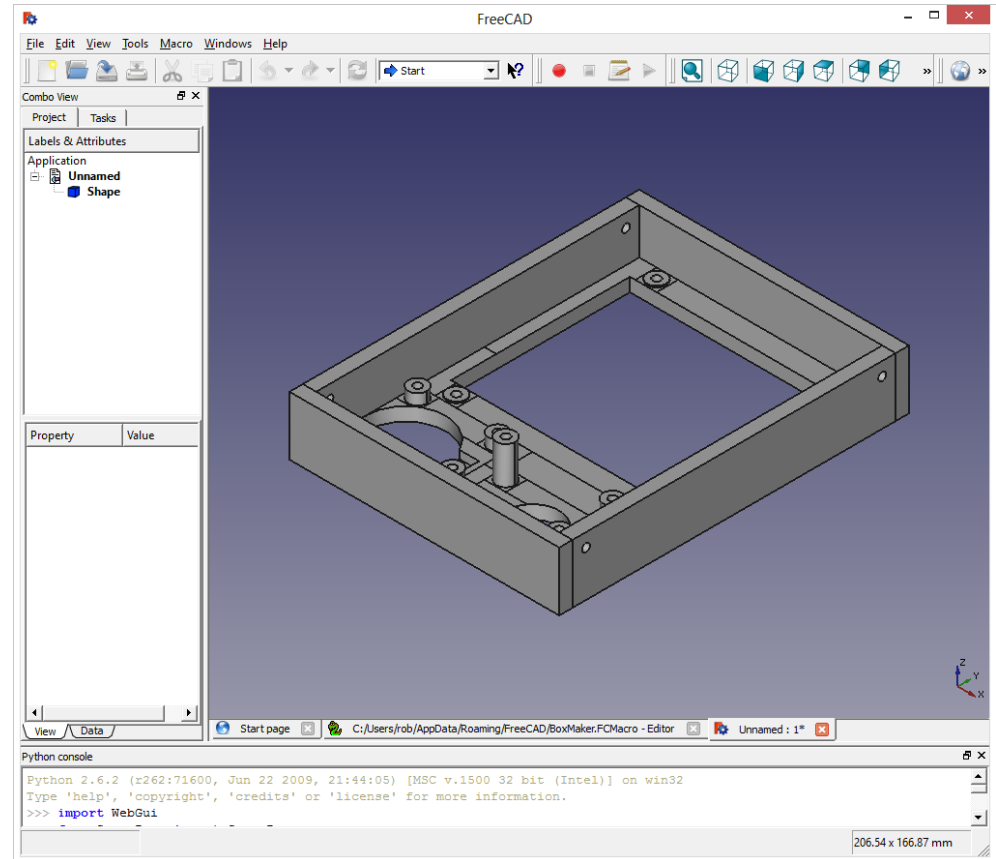 FreeCAD
File Edit View Tools Macro Windows Help
Start
»
»
Combo View
Project Tasks
Labels & Attributes
Application
Unnamed
Shape
Property Value
View Data
Z
Y
X
Start page C:/Users/rob/AppData/Roaming/FreeCAD/BoxMaker.FCMacro - Editor Unnamed : 1*
Python console
Python 2.6.2 (r262:71600, Jun 22 2009, 21:44:05) [MSC v.1500 32 bit (Intel)] on win32
Type 'help', 'copyright', 'credits' or 'license' for more information.
>>> import WebGui
206.54 x 166.87 mm